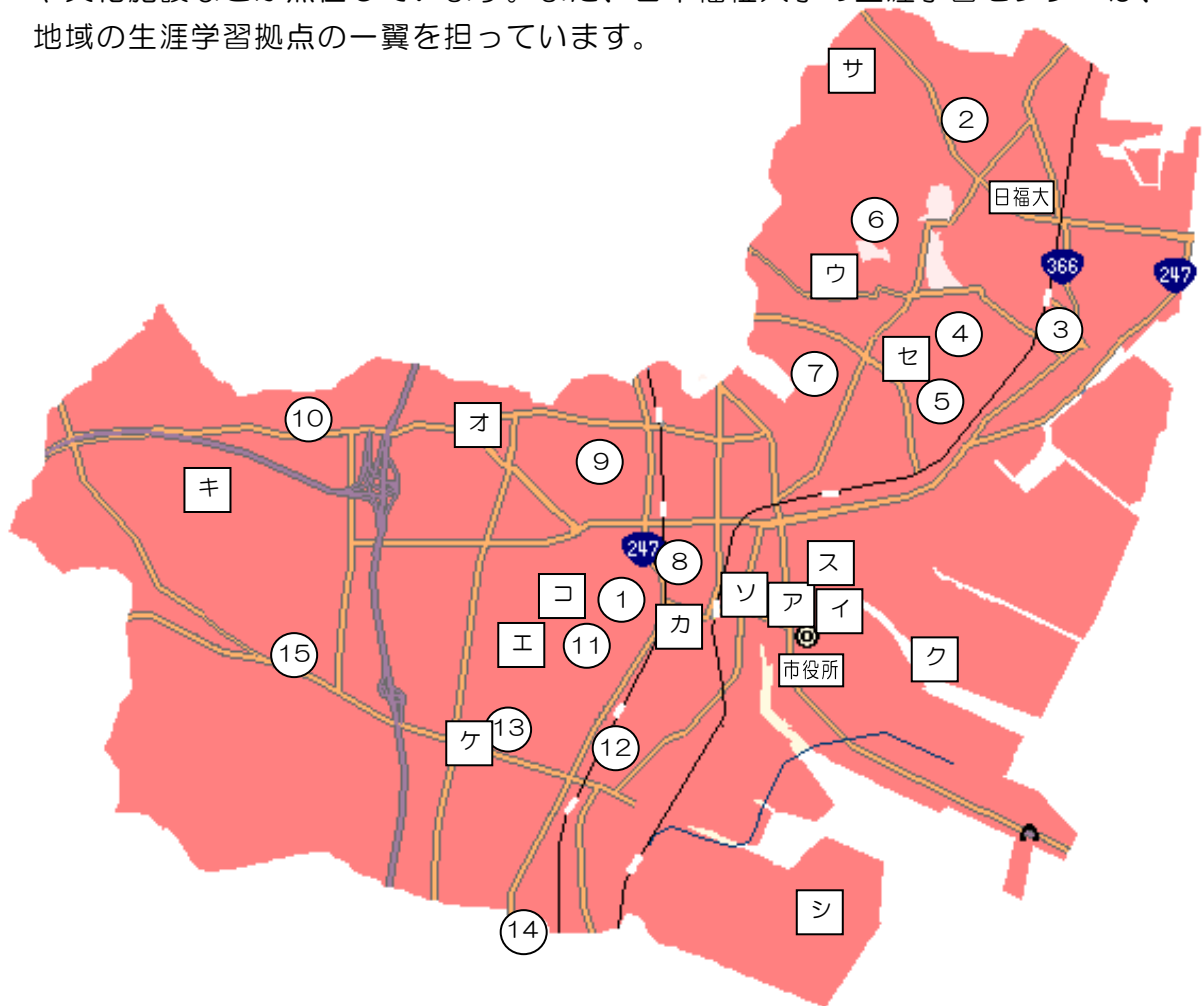 地域の生涯学習拠点の一翼を担っています。
サ
②
日福大
⑥
366
247
ウ
③
④
セ
⑦
⑤
オ
⑩
⑨
キ
247
⑧
ス
コ
①
ソ
ア
イ
カ
エ
⑪
市役所
ク
⑮
⑬
ケ
⑫
シ
⑭